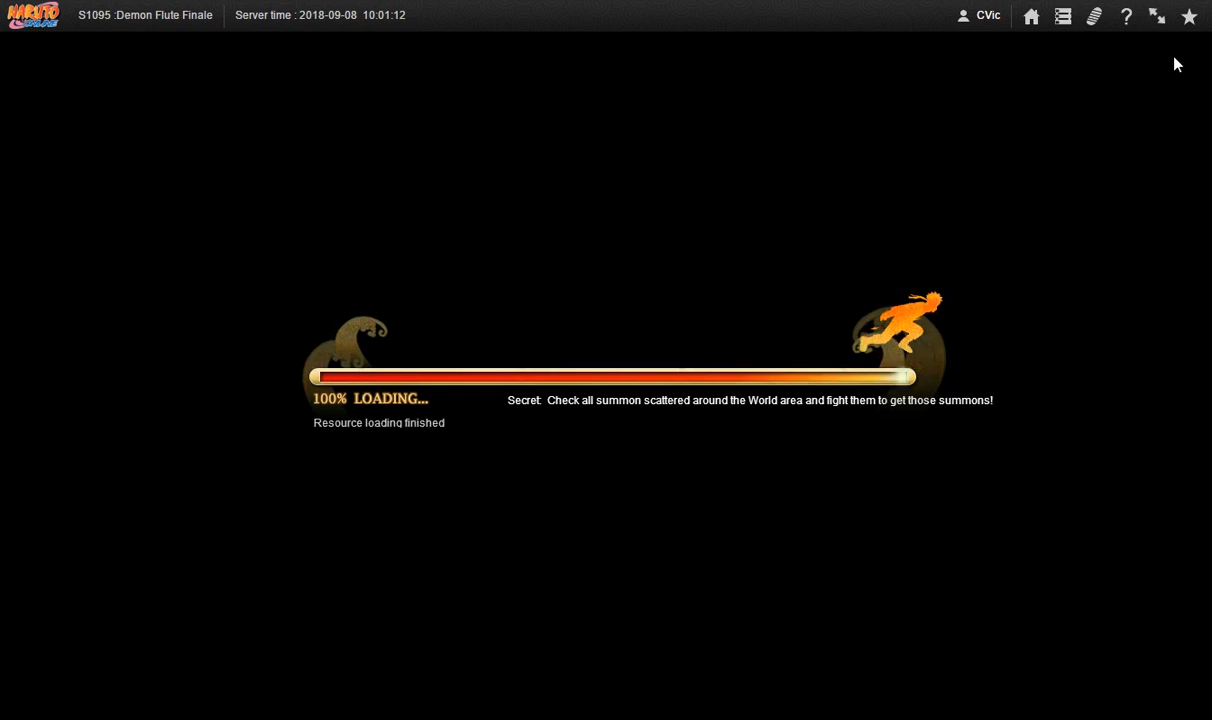 NARUTO
ONLINE
S1095 :Demon Flute Finale
Server time : 2018-09-08 10:01:12
CVic
?
100% LOADING...
Secret: Check all summon scattered around the World area and fight them to get those summons!
Resource loading finished